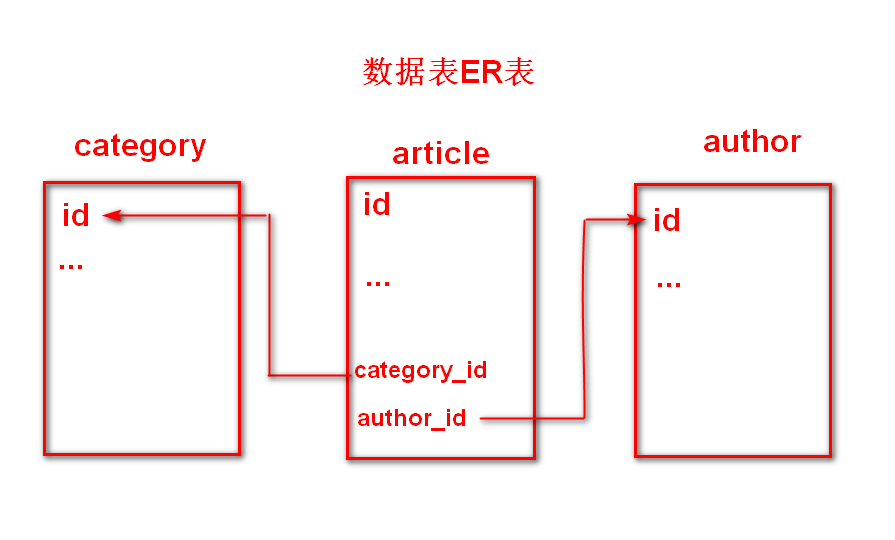 数据表ER表
category
article
author
id
...
id
...
category_id
author_id
id
...